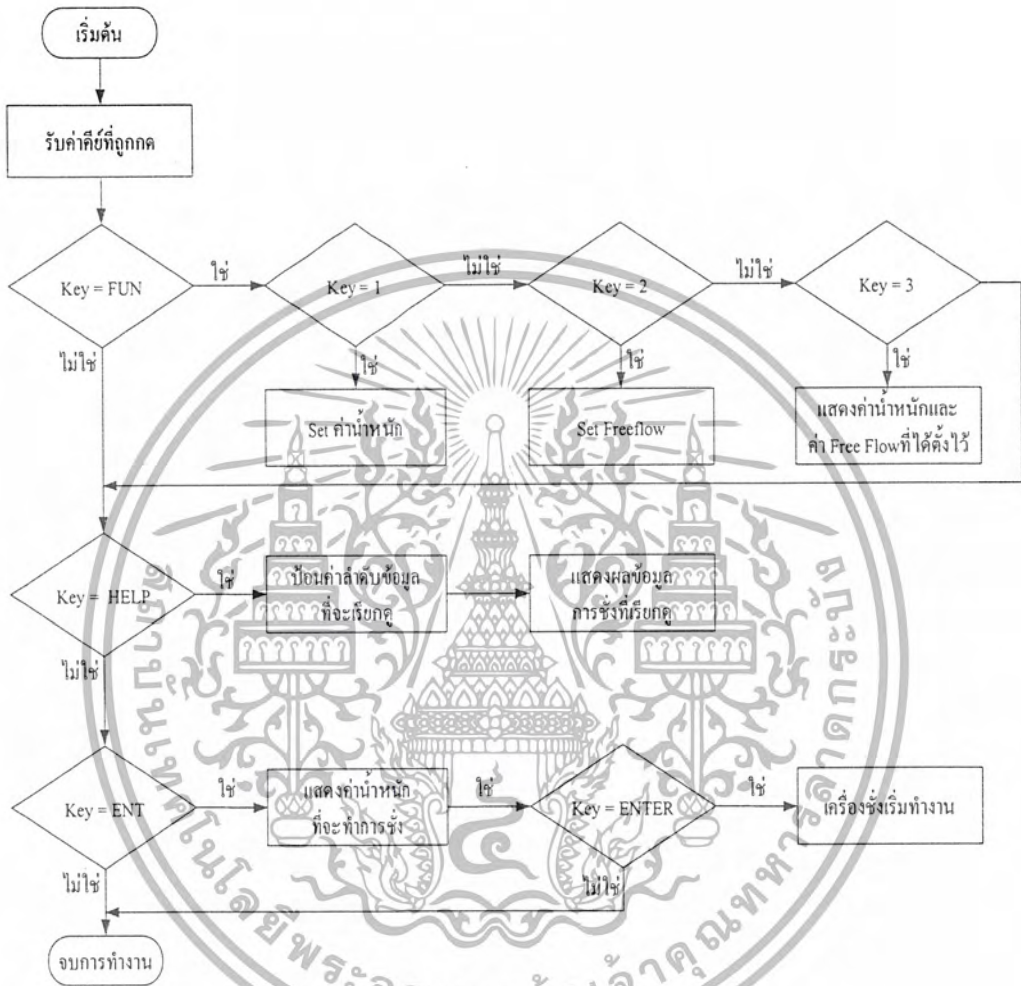 เริ่มต้น
รับค่าคีย์ที่ถูกกด
Key = FUN
ใช่
Key = 1
ไม่ใช่
Key = 2
ไม่ใช่
Key = 3
ไม่ใช่
ใช่
ใช่
ใช่
Set ค่าน้ำหนัก
Set Freeflow
แสดงค่าน้ำหนักและ
ค่า Free Flowที่ได้ตั้งไว้
Key = HELP
ใช่
ป้อนค่าลำดับข้อมูล
ที่จะเรียกดู
แสดงผลข้อมูล
การชั่งที่เรียกดู
ไม่ใช่
Key = ENT
ใช่
แสดงค่าน้ำหนัก
ที่จะทำการชั่ง
ใช่
Key = ENTER
ใช่
เครื่องชั่งเริ่มทำงาน
ไม่ใช่
ไม่ใช่
จบการทำงาน